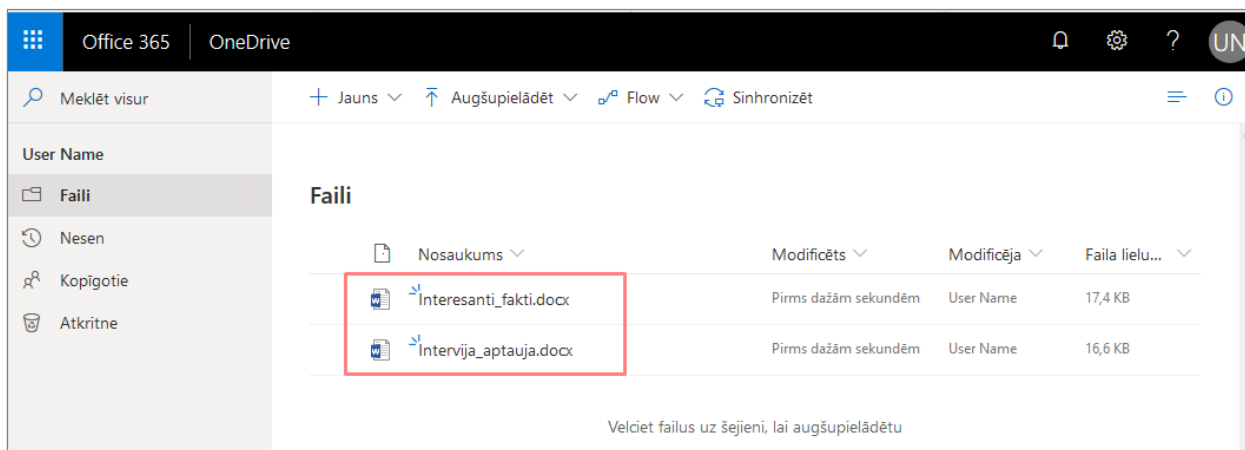 Office 365 OneDrive ? UN
Meklēt visur
+ Jauns Augšupielādēt Flow Sinhronizēt
User Name
Faili
Nesen
Kopīgotie
Atkritne
Faili
Nosaukums Modificēts Modificēja Faila lielu...
Interesanti_fakti.docx Pirms dažām sekundēm User Name 17,4 KB
Intervija_aptauja.docx Pirms dažām sekundēm User Name 16,6 KB
Velciet failus uz šejieni, lai augšupielādētu